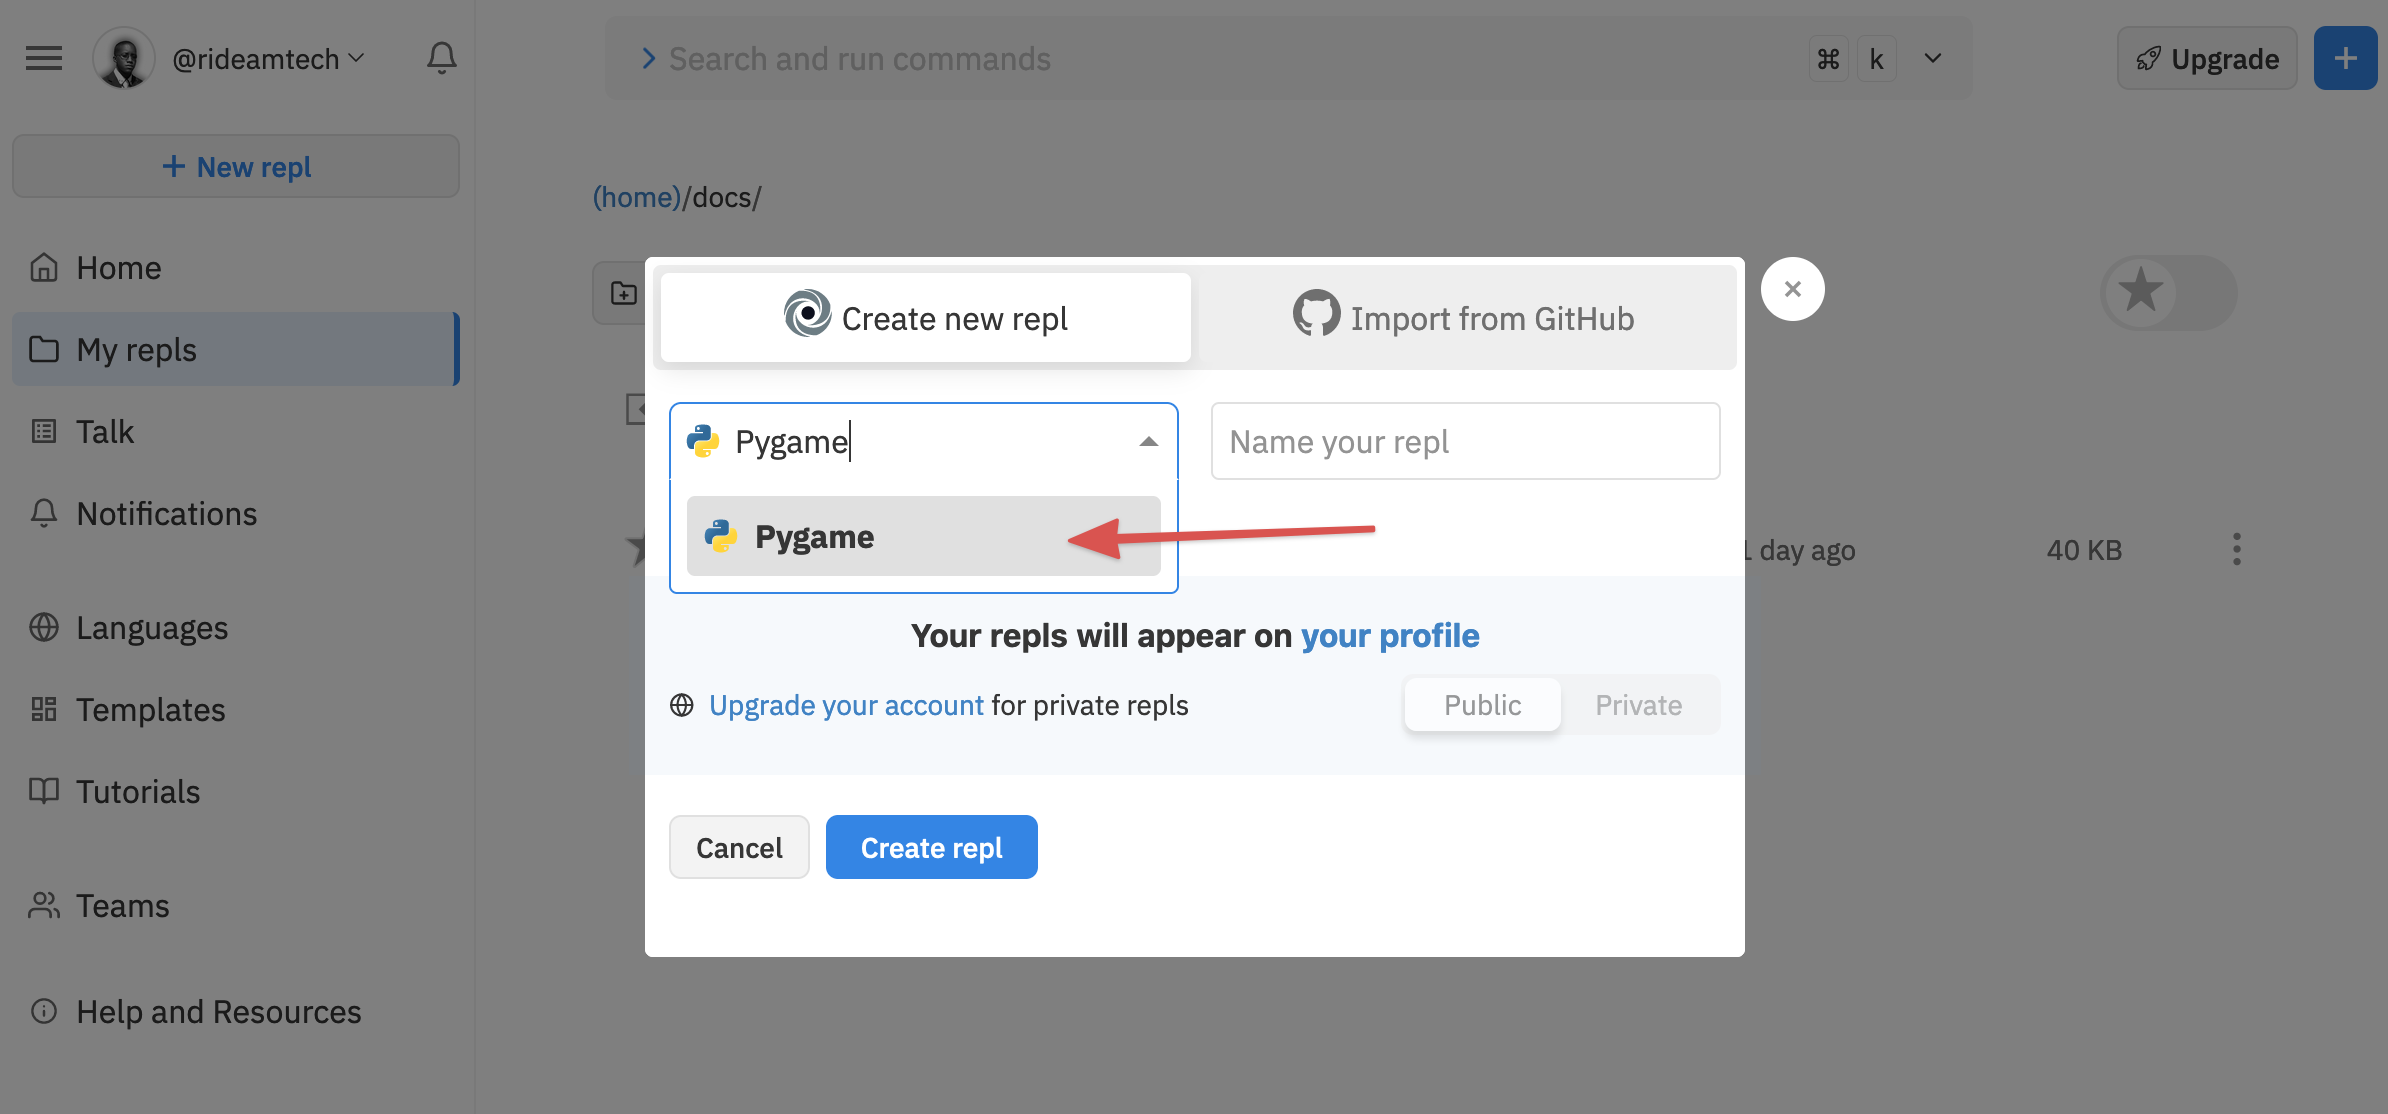 @rideamtech
Search and run commands
⌘ k
Upgrade
+
+ New repl
(home)/docs/
Home
My repls
Talk
Notifications
Languages
Templates
Tutorials
Teams
Help and Resources
Create new repl
Import from GitHub
×
Pygame
Name your repl
Pygame
1 day ago
40 KB
Your repls will appear on your profile
Upgrade your account for private repls
Public
Private
Cancel
Create repl